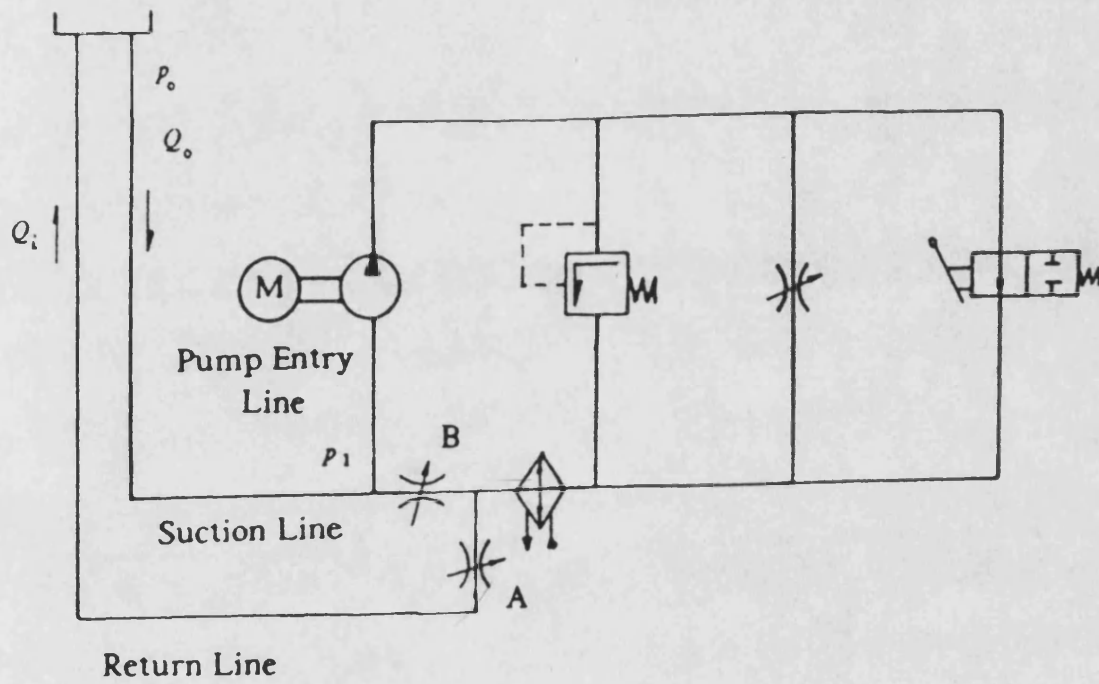 p₀
Q₀
Qᵢ
M
Pump Entry
Line
p₁
B
Suction Line
A
Return Line